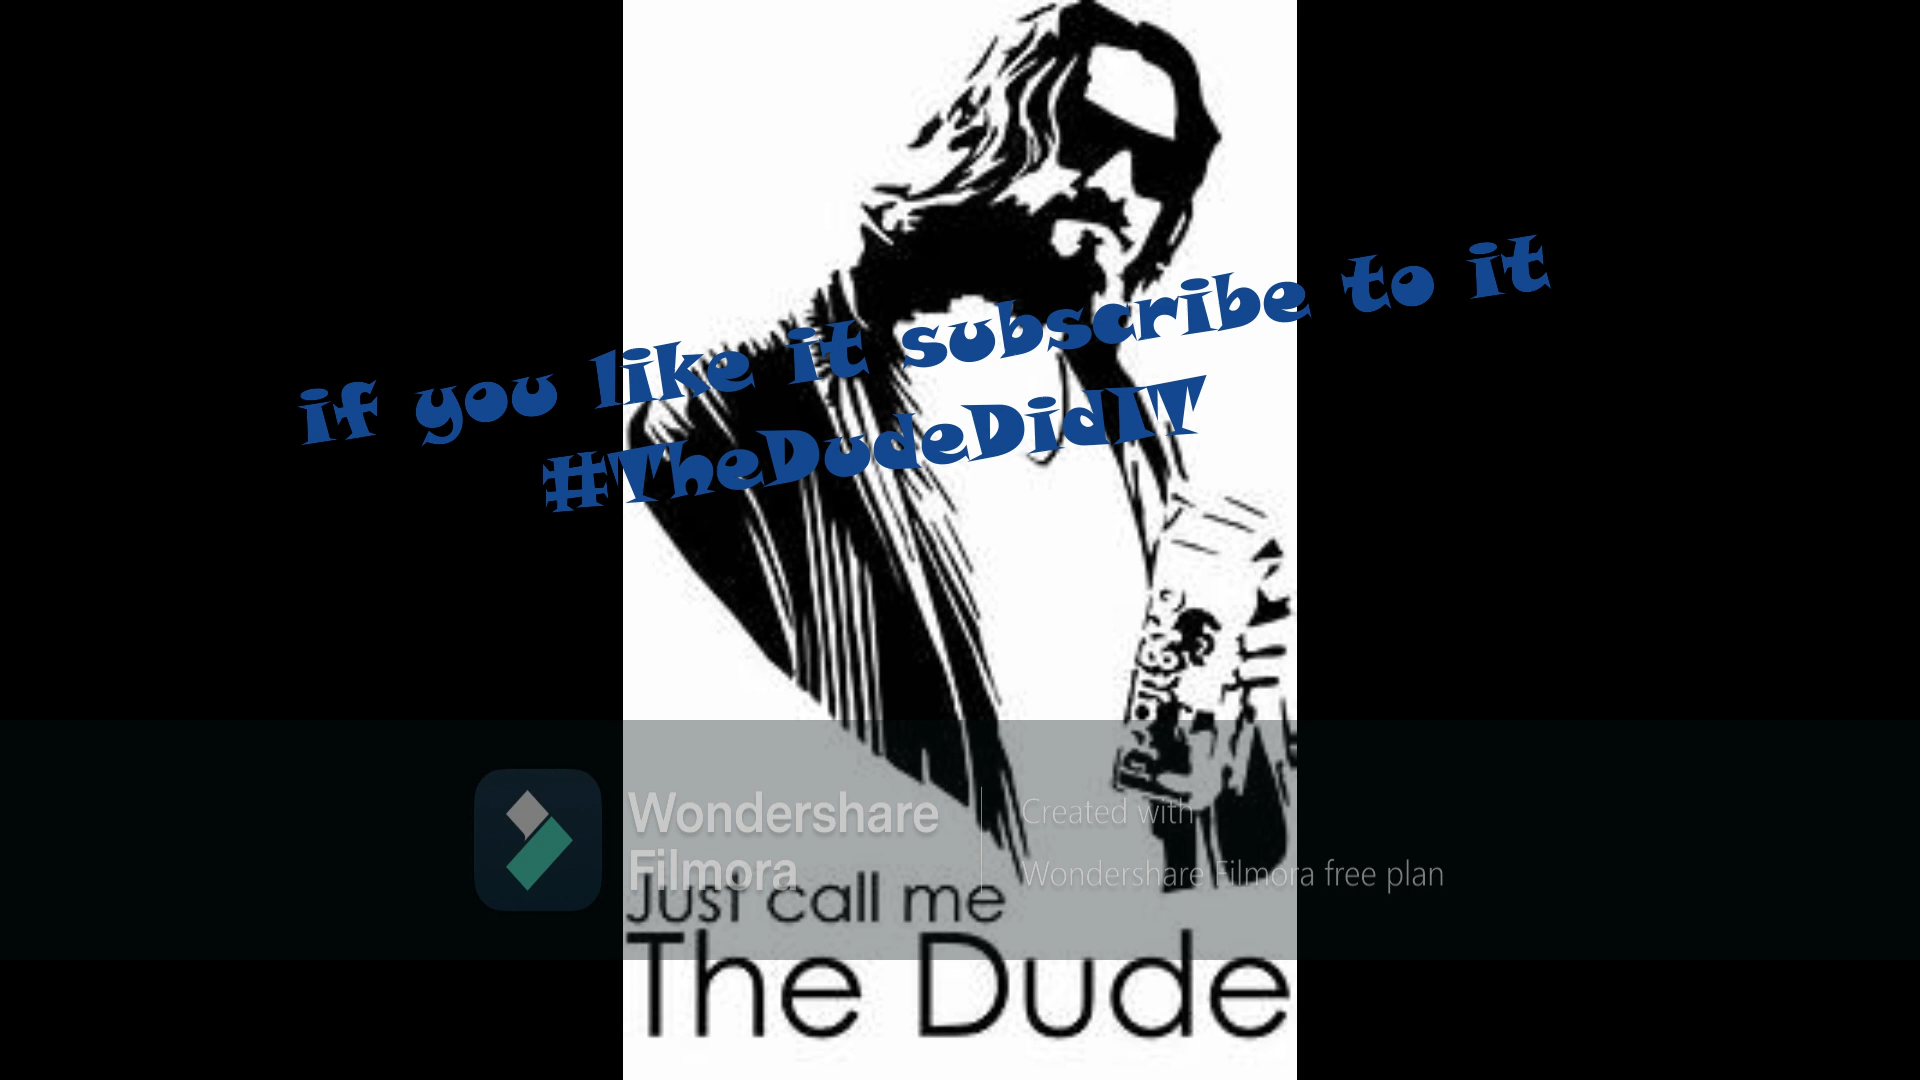 if you like it subscribe to it
#TheDudeDidIT
Wondershare
Filmora
Created with
Wondershare Filmora free plan
Just call me
The Dude